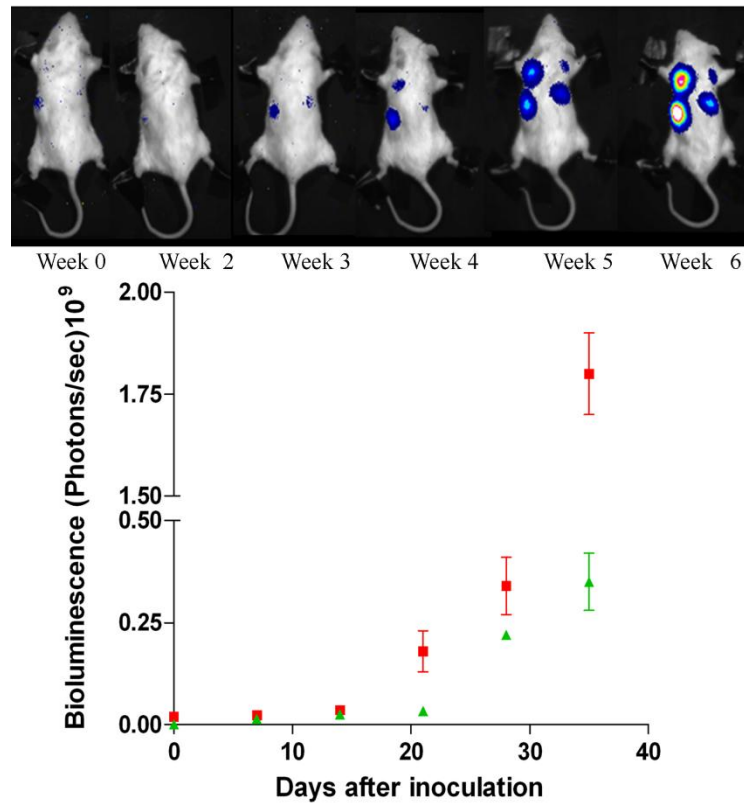 Week 0 Week 2 Week 3 Week 4 Week 5 Week 6
2.00
1.75
1.50
0.50
0.25
0.00
Bioluminescence (Photons/sec)10⁹
0 10 20 30 40
Days after inoculation